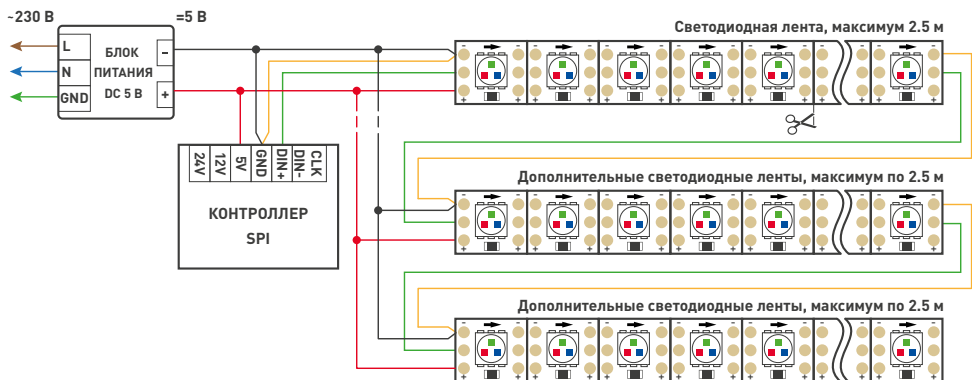 ~230 В
=5 В
Светодиодная лента, максимум 2.5 м
L
N
GND
БЛОК
ПИТАНИЯ
DC 5 В
–
+
24V
12V
5V
GND
DIN+
DIN-
CLK
КОНТРОЛЛЕР
SPI
Дополнительные светодиодные ленты, максимум по 2.5 м
Дополнительные светодиодные ленты, максимум по 2.5 м